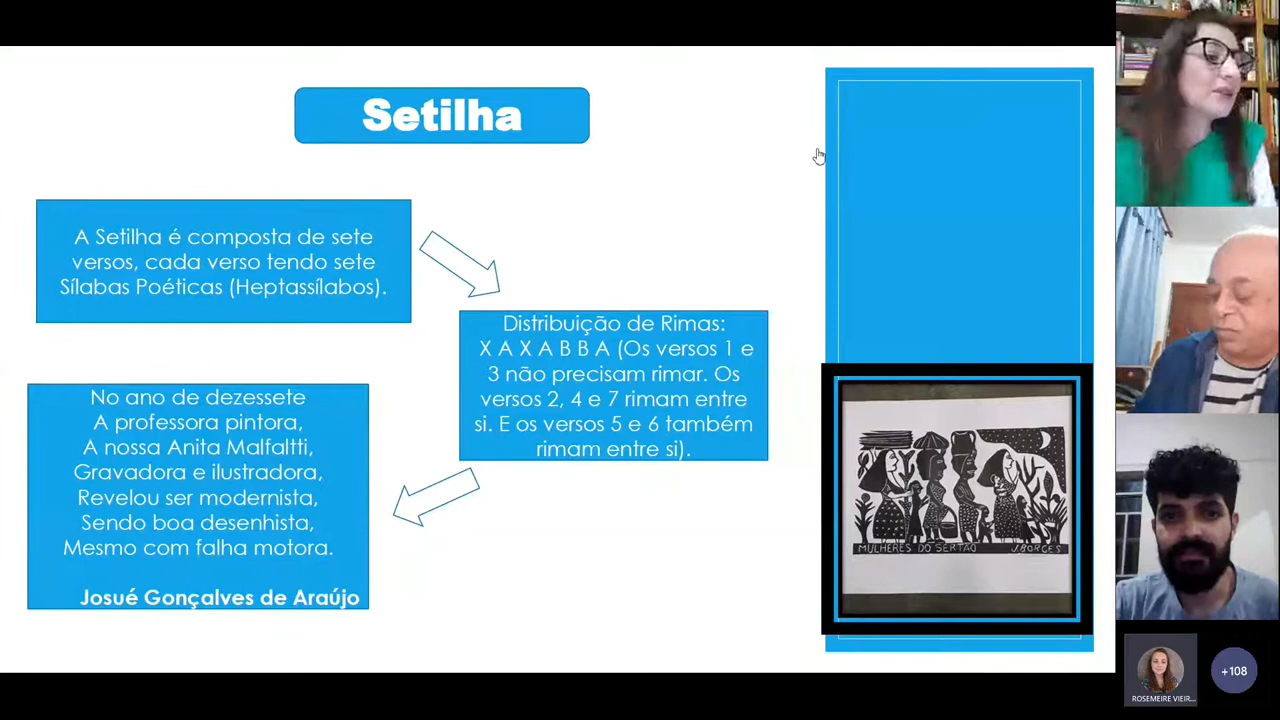 Setilha
A Setilha é composta de sete
versos, cada verso tendo sete
Sílabas Poéticas (Heptassílabos).
Distribuição de Rimas:
X A X A B B A (Os versos 1 e
3 não precisam rimar. Os
versos 2, 4 e 7 rimam entre
si. E os versos 5 e 6 também
rimam entre si).
No ano de dezessete
A professora pintora,
A nossa Anita Malfaltti,
Gravadora e ilustradora,
Revelou ser modernista,
Sendo boa desenhista,
Mesmo com falha motora.
Josué Gonçalves de Araújo
MULHERES DO SERTÃO J.BORGES
ROSEMEIRE VIEIR...
+108